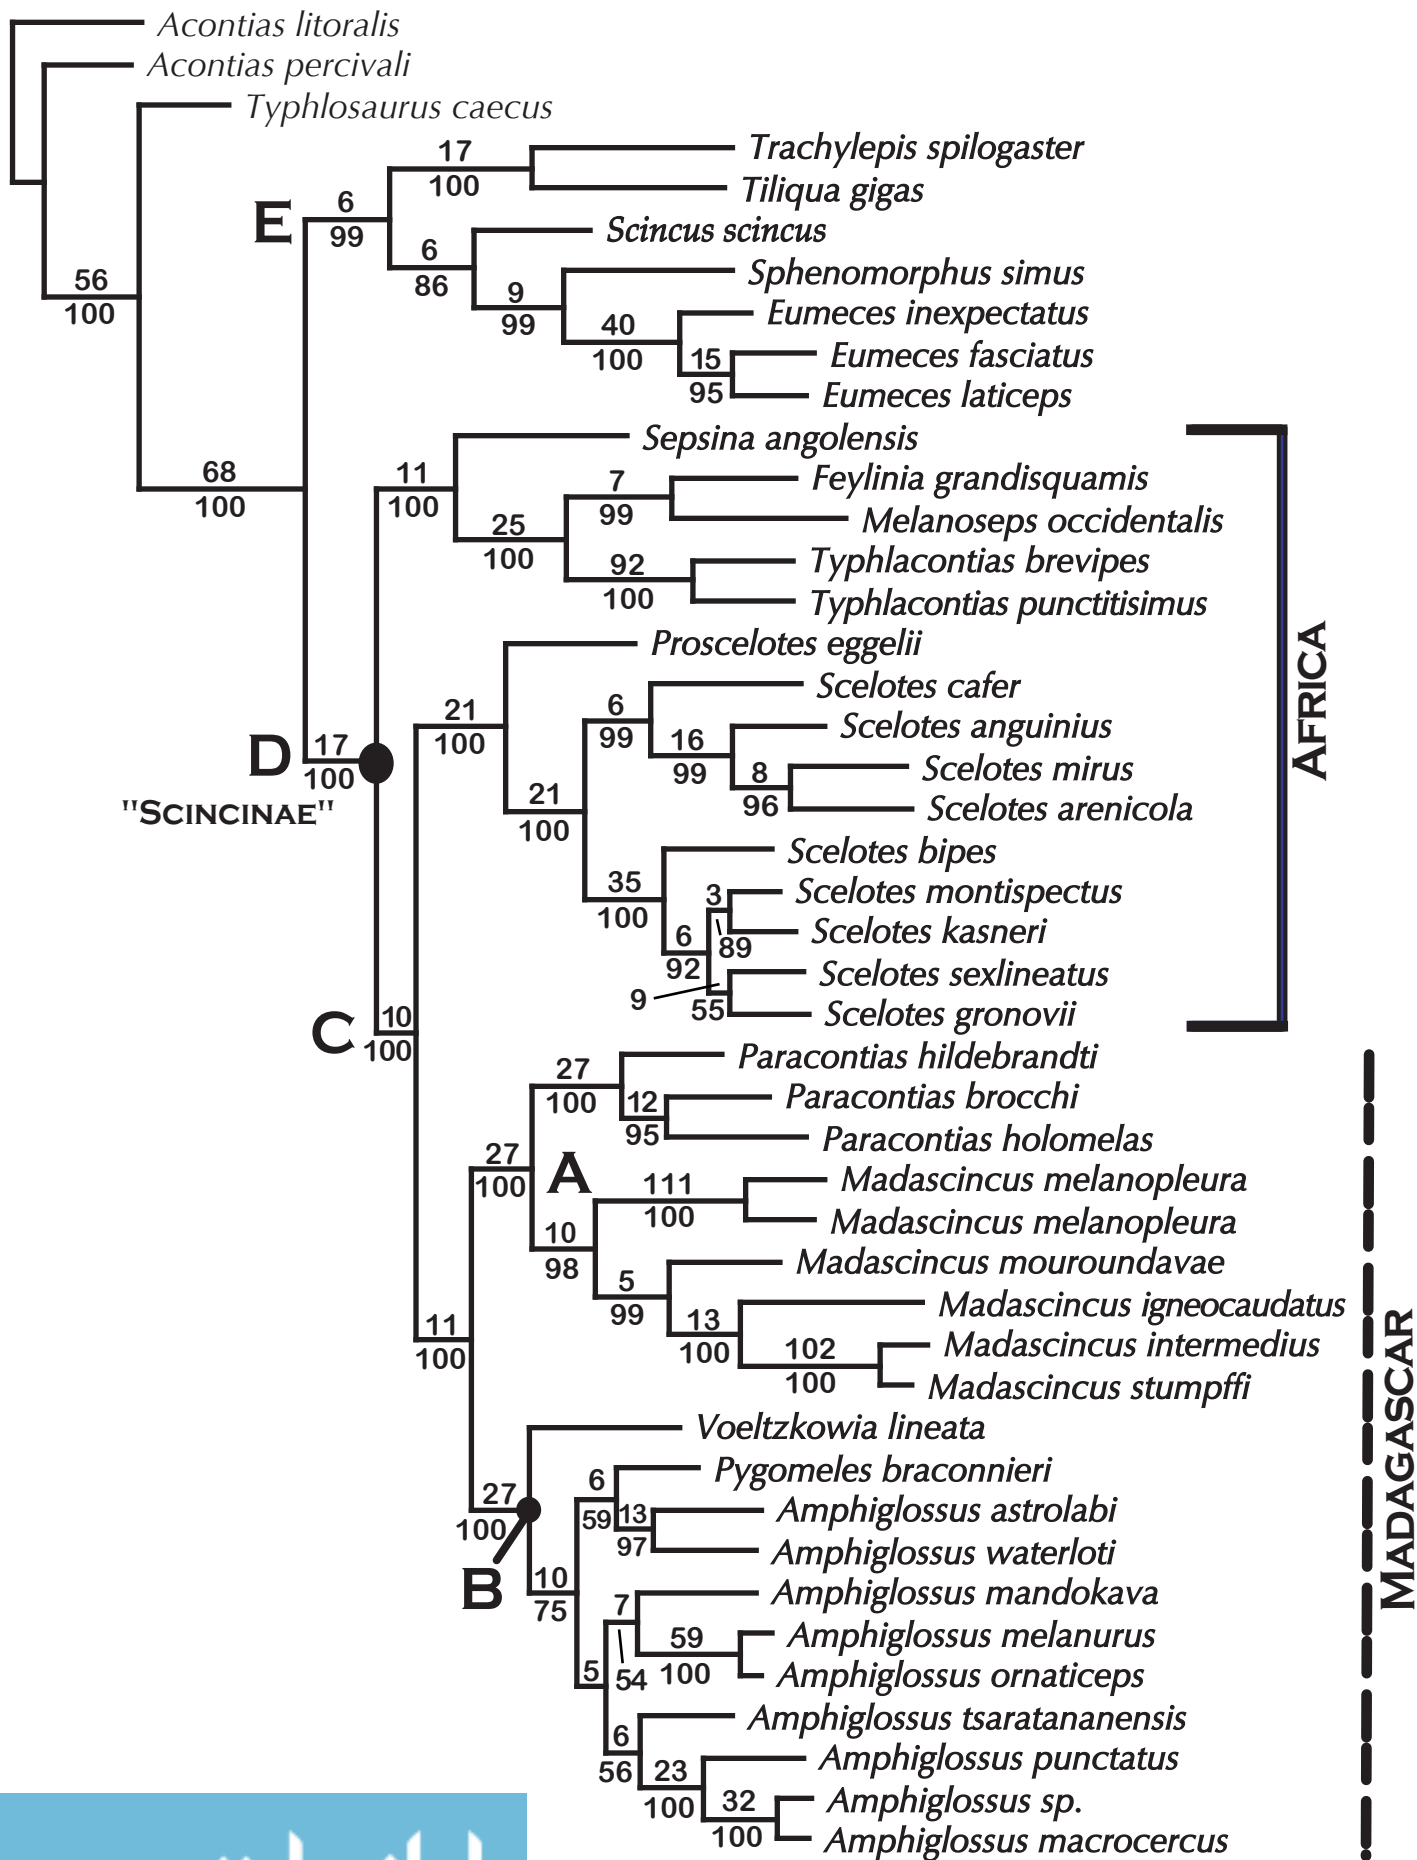 Acontias litoralis
Acontias percivali
Typhlosaurus caecus
17
100
Trachylepis spilogaster
Tiliqua gigas
E
6
99
Scincus scincus
6
86
Sphenomorphus simus
9
99
Eumeces inexpectatus
40
100
Eumeces fasciatus
15
95
Eumeces laticeps
56
100
68
100
Sepsina angolensis
11
100
Feylinia grandisquamis
7
99
Melanoseps occidentalis
25
100
Typhlacontias brevipes
92
100
Typhlacontias punctitisimus
Proscelotes eggelii
Scelotes cafer
6
99
21
100
Scelotes anguinius
16
99
Scelotes mirus
8
96
Scelotes arenicola
D
17
100
"SCINCINAE"
21
100
Scelotes bipes
35
100
Scelotes montispectus
3
89
Scelotes kasneri
6
92
Scelotes sexlineatus
9
55
Scelotes gronovii
AFRICA
C
10
100
Paracontias hildebrandti
27
100
Paracontias brocchi
12
95
Paracontias holomelas
27
100
A
Madascincus melanopleura
111
100
Madascincus melanopleura
10
98
Madascincus mouroundavae
5
99
Madascincus igneocaudatus
13
100
Madascincus intermedius
102
100
Madascincus stumpffi
11
100
Voeltzkowia lineata
27
100
B
Pygomeles braconnieri
6
59
Amphiglossus astrolabi
13
97
Amphiglossus waterloti
10
75
Amphiglossus mandokava
7
54
Amphiglossus melanurus
59
100
Amphiglossus ornaticeps
5
Amphiglossus tsaratananensis
6
56
Amphiglossus punctatus
23
100
Amphiglossus sp.
32
100
Amphiglossus macrocercus
MADAGASCAR